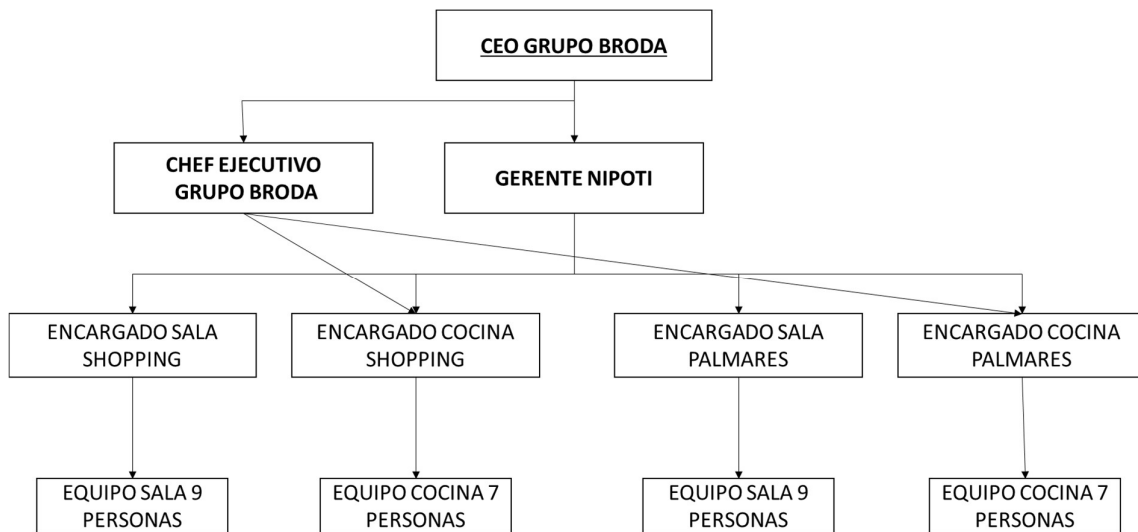 CEO GRUPO BRODA
CHEF EJECUTIVO
GRUPO BRODA
GERENTE NIPOTI
ENCARGADO SALA
SHOPPING
ENCARGADO COCINA
SHOPPING
ENCARGADO SALA
PALMARES
ENCARGADO COCINA
PALMARES
EQUIPO SALA 9
PERSONAS
EQUIPO COCINA 7
PERSONAS
EQUIPO SALA 9
PERSONAS
EQUIPO COCINA 7
PERSONAS